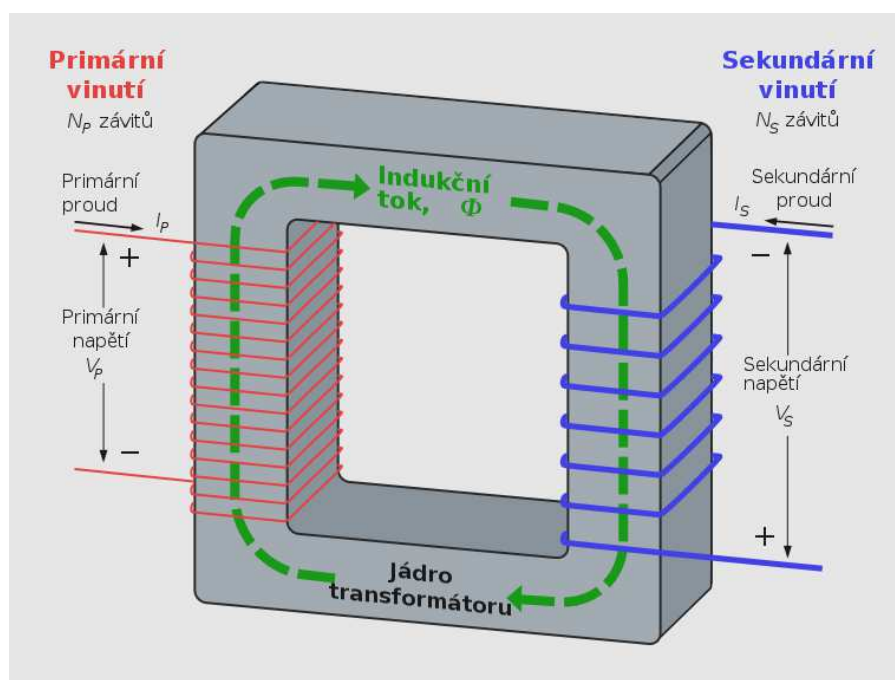 Primární
vinutí
N_P závitů
Primární
proud
I_P
+
Primární
napětí
V_P
−
Indukční
tok, Φ
Jádro
transformátoru
Sekundární
vinutí
N_S závitů
Sekundární
proud
I_S
−
Sekundární
napětí
V_S
+